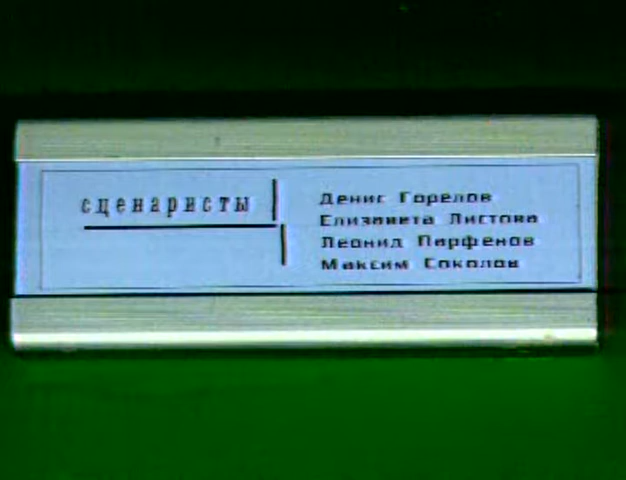 сценаристы
Денис Горелов
Елизавета Листова
Леонид Парфенов
Максим Соколов